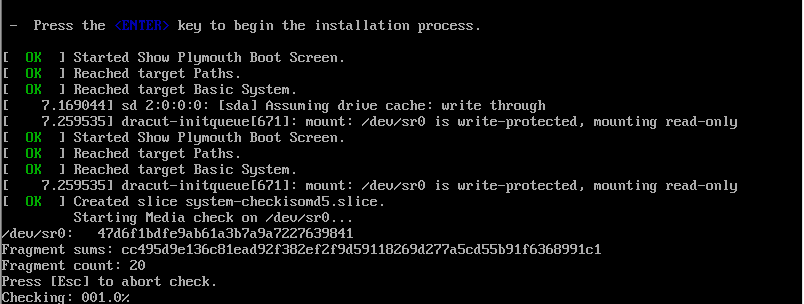 -  Press the <ENTER> key to begin the installation process.
[  OK  ] Started Show Plymouth Boot Screen.
[  OK  ] Reached target Paths.
[  OK  ] Reached target Basic System.
[    7.169044] sd 2:0:0:0: [sda] Assuming drive cache: write through
[    7.259535] dracut-initqueue[671]: mount: /dev/sr0 is write-protected, mounting read-only
[  OK  ] Started Show Plymouth Boot Screen.
[  OK  ] Reached target Paths.
[  OK  ] Reached target Basic System.
[    7.259535] dracut-initqueue[671]: mount: /dev/sr0 is write-protected, mounting read-only
[  OK  ] Created slice system-checkisomd5.slice.
         Starting Media check on /dev/sr0...
/dev/sr0:   47d6f1bdfe9ab61a3b7a9a7227639841
Fragment sums: cc495d9e136c81ead92f382ef2f9d59118269d277a5cd55b91f6368991c1
Fragment count: 20
Press [Esc] to abort check.
Checking: 001.0%